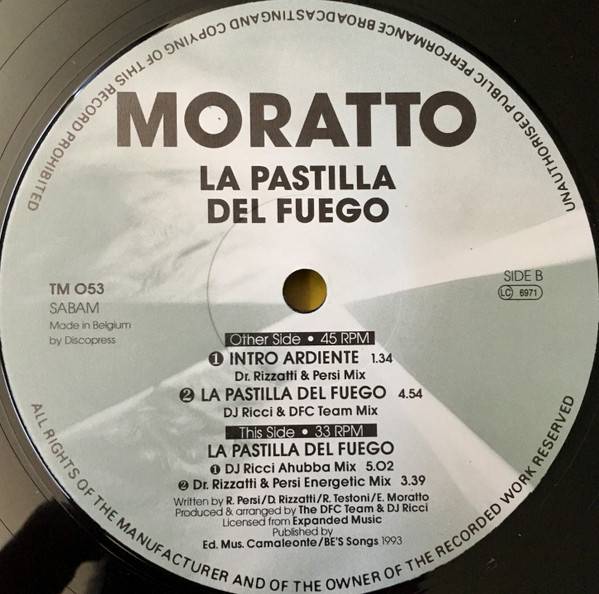 UNAUTHORISED PUBLIC PERFORMANCE BROADCASTING AND COPYING OF THIS RECORD PROHIBITED
MORATTO
LA PASTILLA
DEL FUEGO
TM 053
SABAM
Made in Belgium
by Discopress
SIDE B
LC 6971
Other Side • 45 RPM
1 INTRO ARDIENTE 1.34
Dr. Rizzatti & Persi Mix
2 LA PASTILLA DEL FUEGO 4.54
DJ Ricci & DFC Team Mix
This Side • 33 RPM
LA PASTILLA DEL FUEGO
1 DJ Ricci Ahubba Mix 5.02
2 Dr. Rizzatti & Persi Energetic Mix 3.39
Written by R. Persi/D. Rizzatti/R. Testoni/E. Moratto
Produced & arranged by The DFC Team & DJ Ricci
Licensed from Expanded Music
Published by
Ed. Mus. Camaleonte/BE'S Songs 1993
ALL RIGHTS OF THE MANUFACTURER AND OF THE OWNER OF THE RECORDED WORK RESERVED